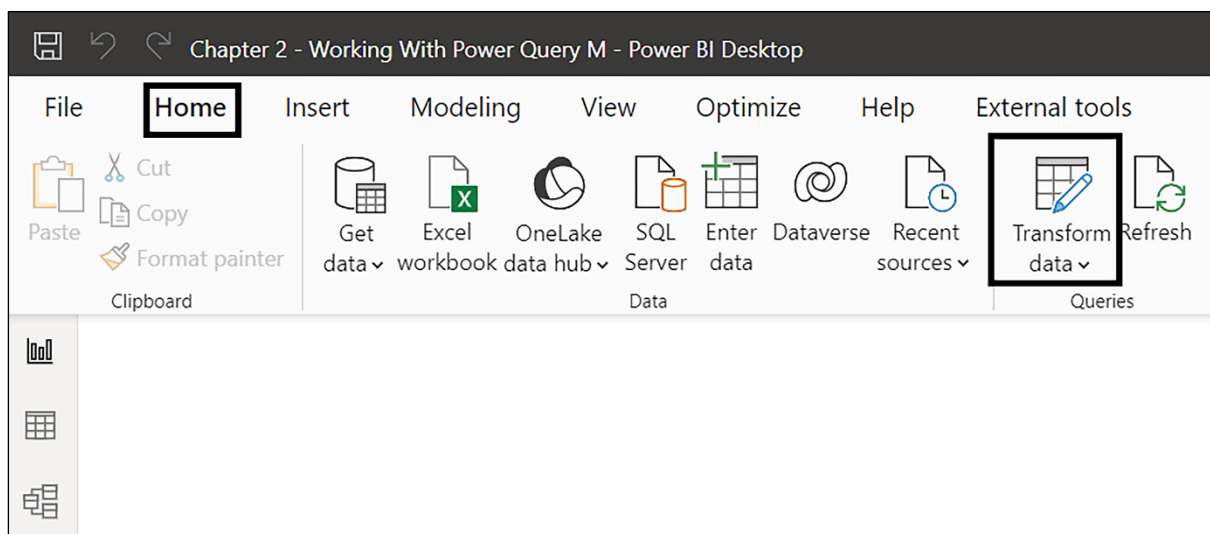 Chapter 2 - Working With Power Query M - Power BI Desktop
File Home Insert Modeling View Optimize Help External tools
Paste
Cut
Copy
Format painter
Clipboard
Get
data
Excel
workbook
OneLake
data hub
SQL
Server
Enter
data
Dataverse
Recent
sources
Data
Transform
data
Refresh
Queries